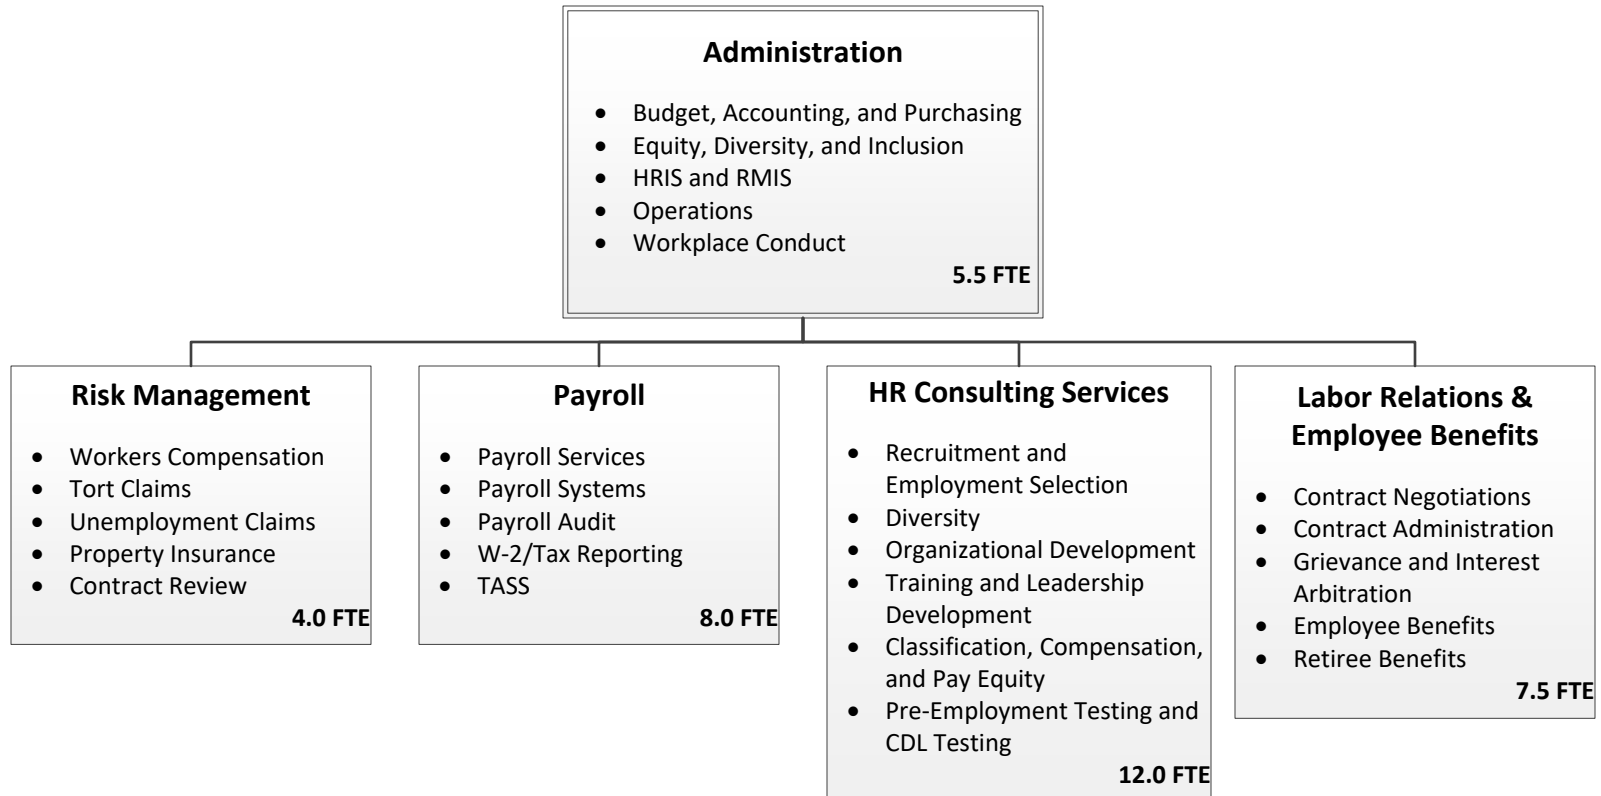 Administration
• Budget, Accounting, and Purchasing
• Equity, Diversity, and Inclusion
• HRIS and RMIS
• Operations
• Workplace Conduct
5.5 FTE
Risk Management
• Workers Compensation
• Tort Claims
• Unemployment Claims
• Property Insurance
• Contract Review
4.0 FTE
Payroll
• Payroll Services
• Payroll Systems
• Payroll Audit
• W-2/Tax Reporting
• TASS
8.0 FTE
HR Consulting Services
• Recruitment and
Employment Selection
• Diversity
• Organizational Development
• Training and Leadership
Development
• Classification, Compensation,
and Pay Equity
• Pre-Employment Testing and
CDL Testing
12.0 FTE
Labor Relations &
Employee Benefits
• Contract Negotiations
• Contract Administration
• Grievance and Interest
Arbitration
• Employee Benefits
• Retiree Benefits
7.5 FTE